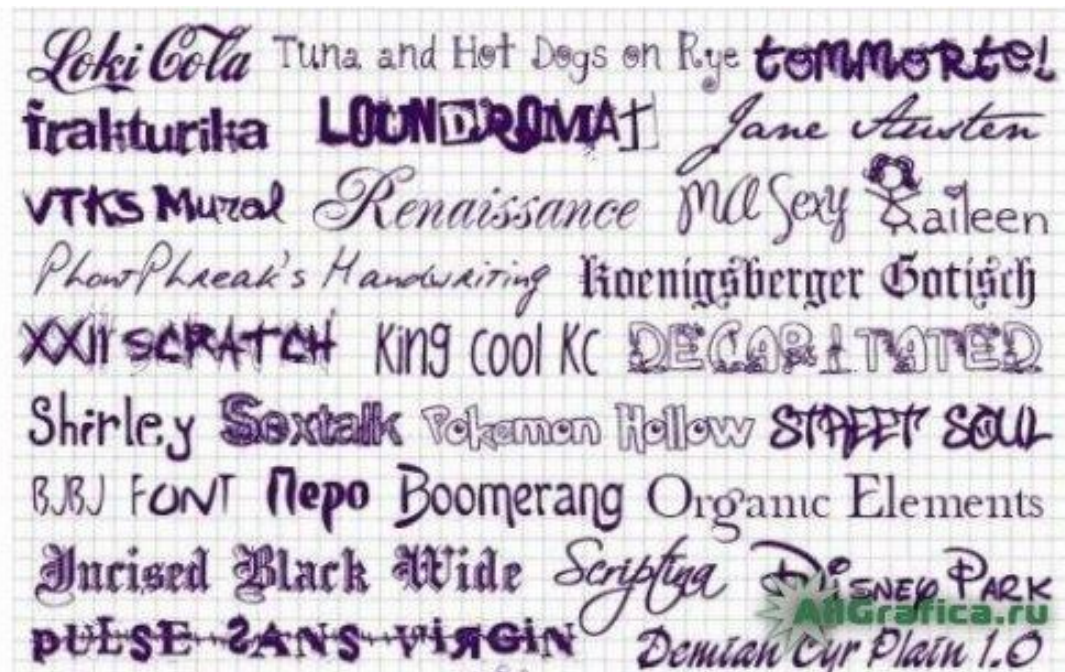 Loki Cola Tuna and Hot Dogs on Rye toMMoRte!
frakturika LOUNDROMAT Jane Austen
VTKS Mural Renaissance MA Sexy Raileen
PhontPhreak's Handwriting Koenigsberger Gotisch
XXII SCRATCH King cool KC DECAPITATED
Shirley Sextalk Pokemon Hollow STREET SOUL
BJBJ FONT Перо Boomerang Organic Elements
Incised Black Wide Scriptina Disney Park
AllGrafica.ru
pULSE SANS ViRGiN Demian Cyr Plain 1.0